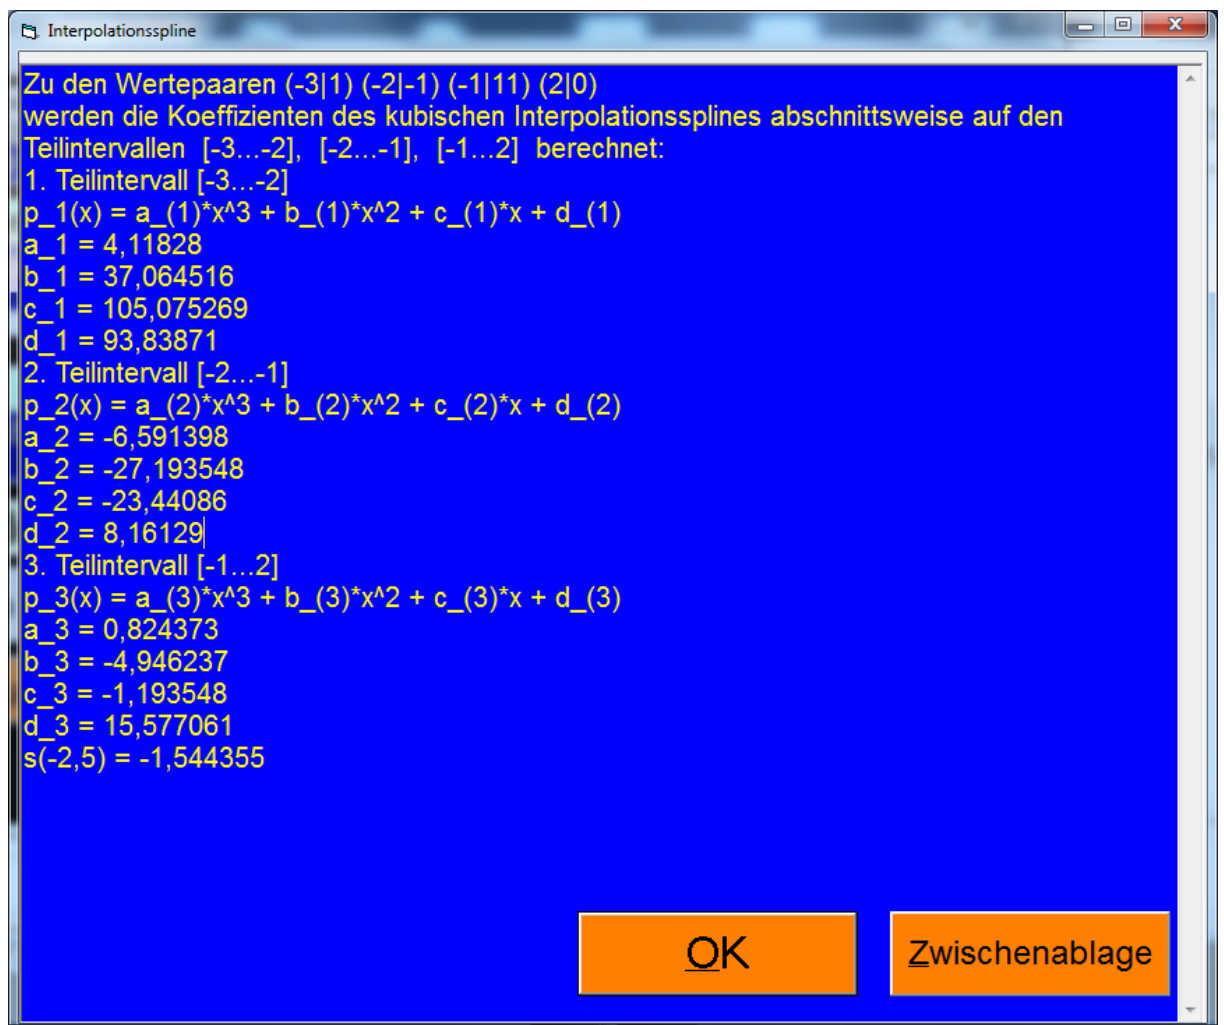 Interpolationsspline
Zu den Wertepaaren (-3|1) (-2|-1) (-1|11) (2|0)
werden die Koeffizienten des kubischen Interpolationssplines abschnittsweise auf den
Teilintervallen  [-3...-2],  [-2...-1],  [-1...2]  berechnet:
1. Teilintervall [-3...-2]
p_1(x) = a_(1)*x^3 + b_(1)*x^2 + c_(1)*x + d_(1)
a_1 = 4,11828
b_1 = 37,064516
c_1 = 105,075269
d_1 = 93,83871
2. Teilintervall [-2...-1]
p_2(x) = a_(2)*x^3 + b_(2)*x^2 + c_(2)*x + d_(2)
a_2 = -6,591398
b_2 = -27,193548
c_2 = -23,44086
d_2 = 8,16129
3. Teilintervall [-1...2]
p_3(x) = a_(3)*x^3 + b_(3)*x^2 + c_(3)*x + d_(3)
a_3 = 0,824373
b_3 = -4,946237
c_3 = -1,193548
d_3 = 15,577061
s(-2,5) = -1,544355
OK
Zwischenablage